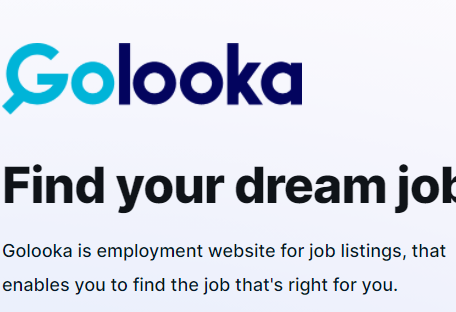 Golooka
Find your dream job
Golooka is employment website for job listings, that
enables you to find the job that's right for you.